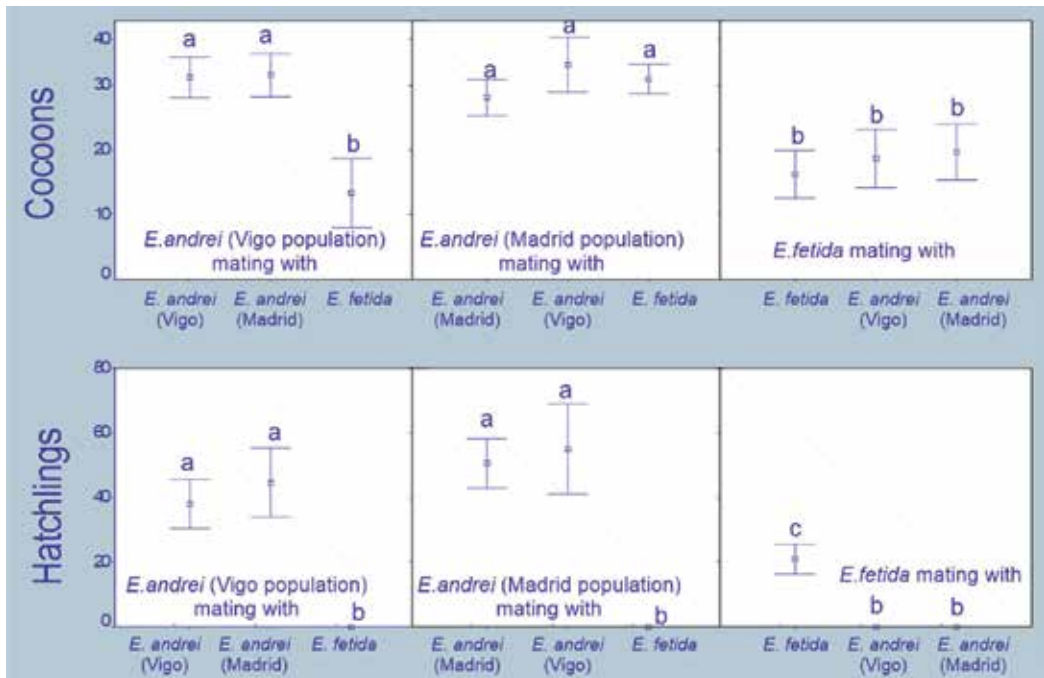 Cocoons
40
30
20
10
0
a
a
b
a
a
a
b
b
b
E.andrei (Vigo population)
mating with
E.andrei (Madrid population)
mating with
E.fetida mating with
E. andrei
(Vigo)
E. andrei
(Madrid)
E. fetida
E. andrei
(Madrid)
E. andrei
(Vigo)
E. fetida
E. fetida
E. andrei
(Vigo)
E. andrei
(Madrid)
Hatchlings
80
60
40
20
0
a
a
b
a
a
b
c
b
b
E.andrei (Vigo population)
mating with
E.andrei (Madrid population)
mating with
E.fetida mating with
E. andrei
(Vigo)
E. andrei
(Madrid)
E. fetida
E. andrei
(Madrid)
E. andrei
(Vigo)
E. fetida
E. fetida
E. andrei
(Vigo)
E. andrei
(Madrid)